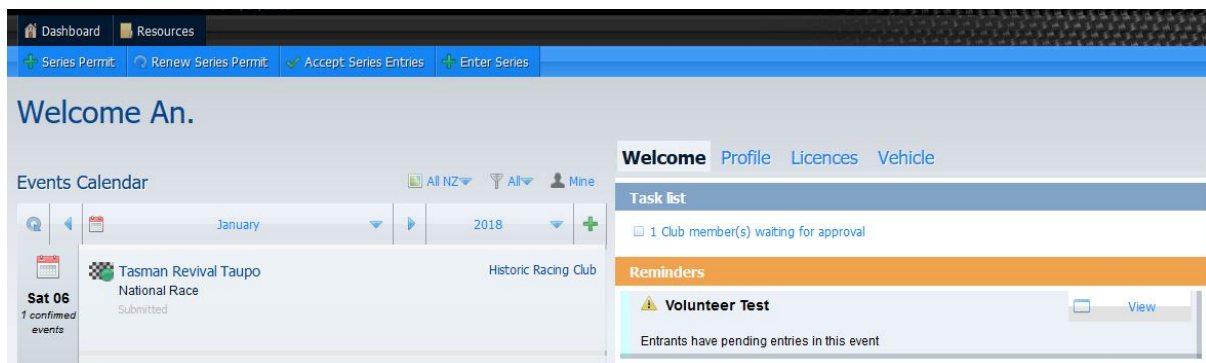 Dashboard Resources
Series Permit Renew Series Permit Accept Series Entries Enter Series
Welcome An.
Welcome Profile Licences Vehicle
Events Calendar All NZ All Mine
Task list
January 2018
1 Club member(s) waiting for approval
Tasman Revival Taupo Historic Racing Club
National Race
Submitted
Sat 06
1 confirmed
events
Reminders
Volunteer Test View
Entrants have pending entries in this event